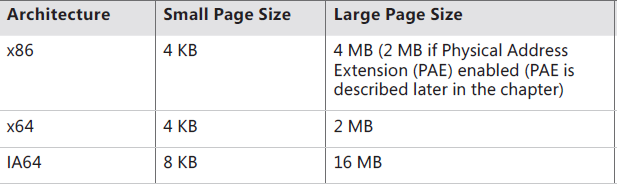 Architecture Small Page Size Large Page Size
x86 4 KB 4 MB (2 MB if Physical Address
Extension (PAE) enabled (PAE is
described later in the chapter)
x64 4 KB 2 MB
IA64 8 KB 16 MB